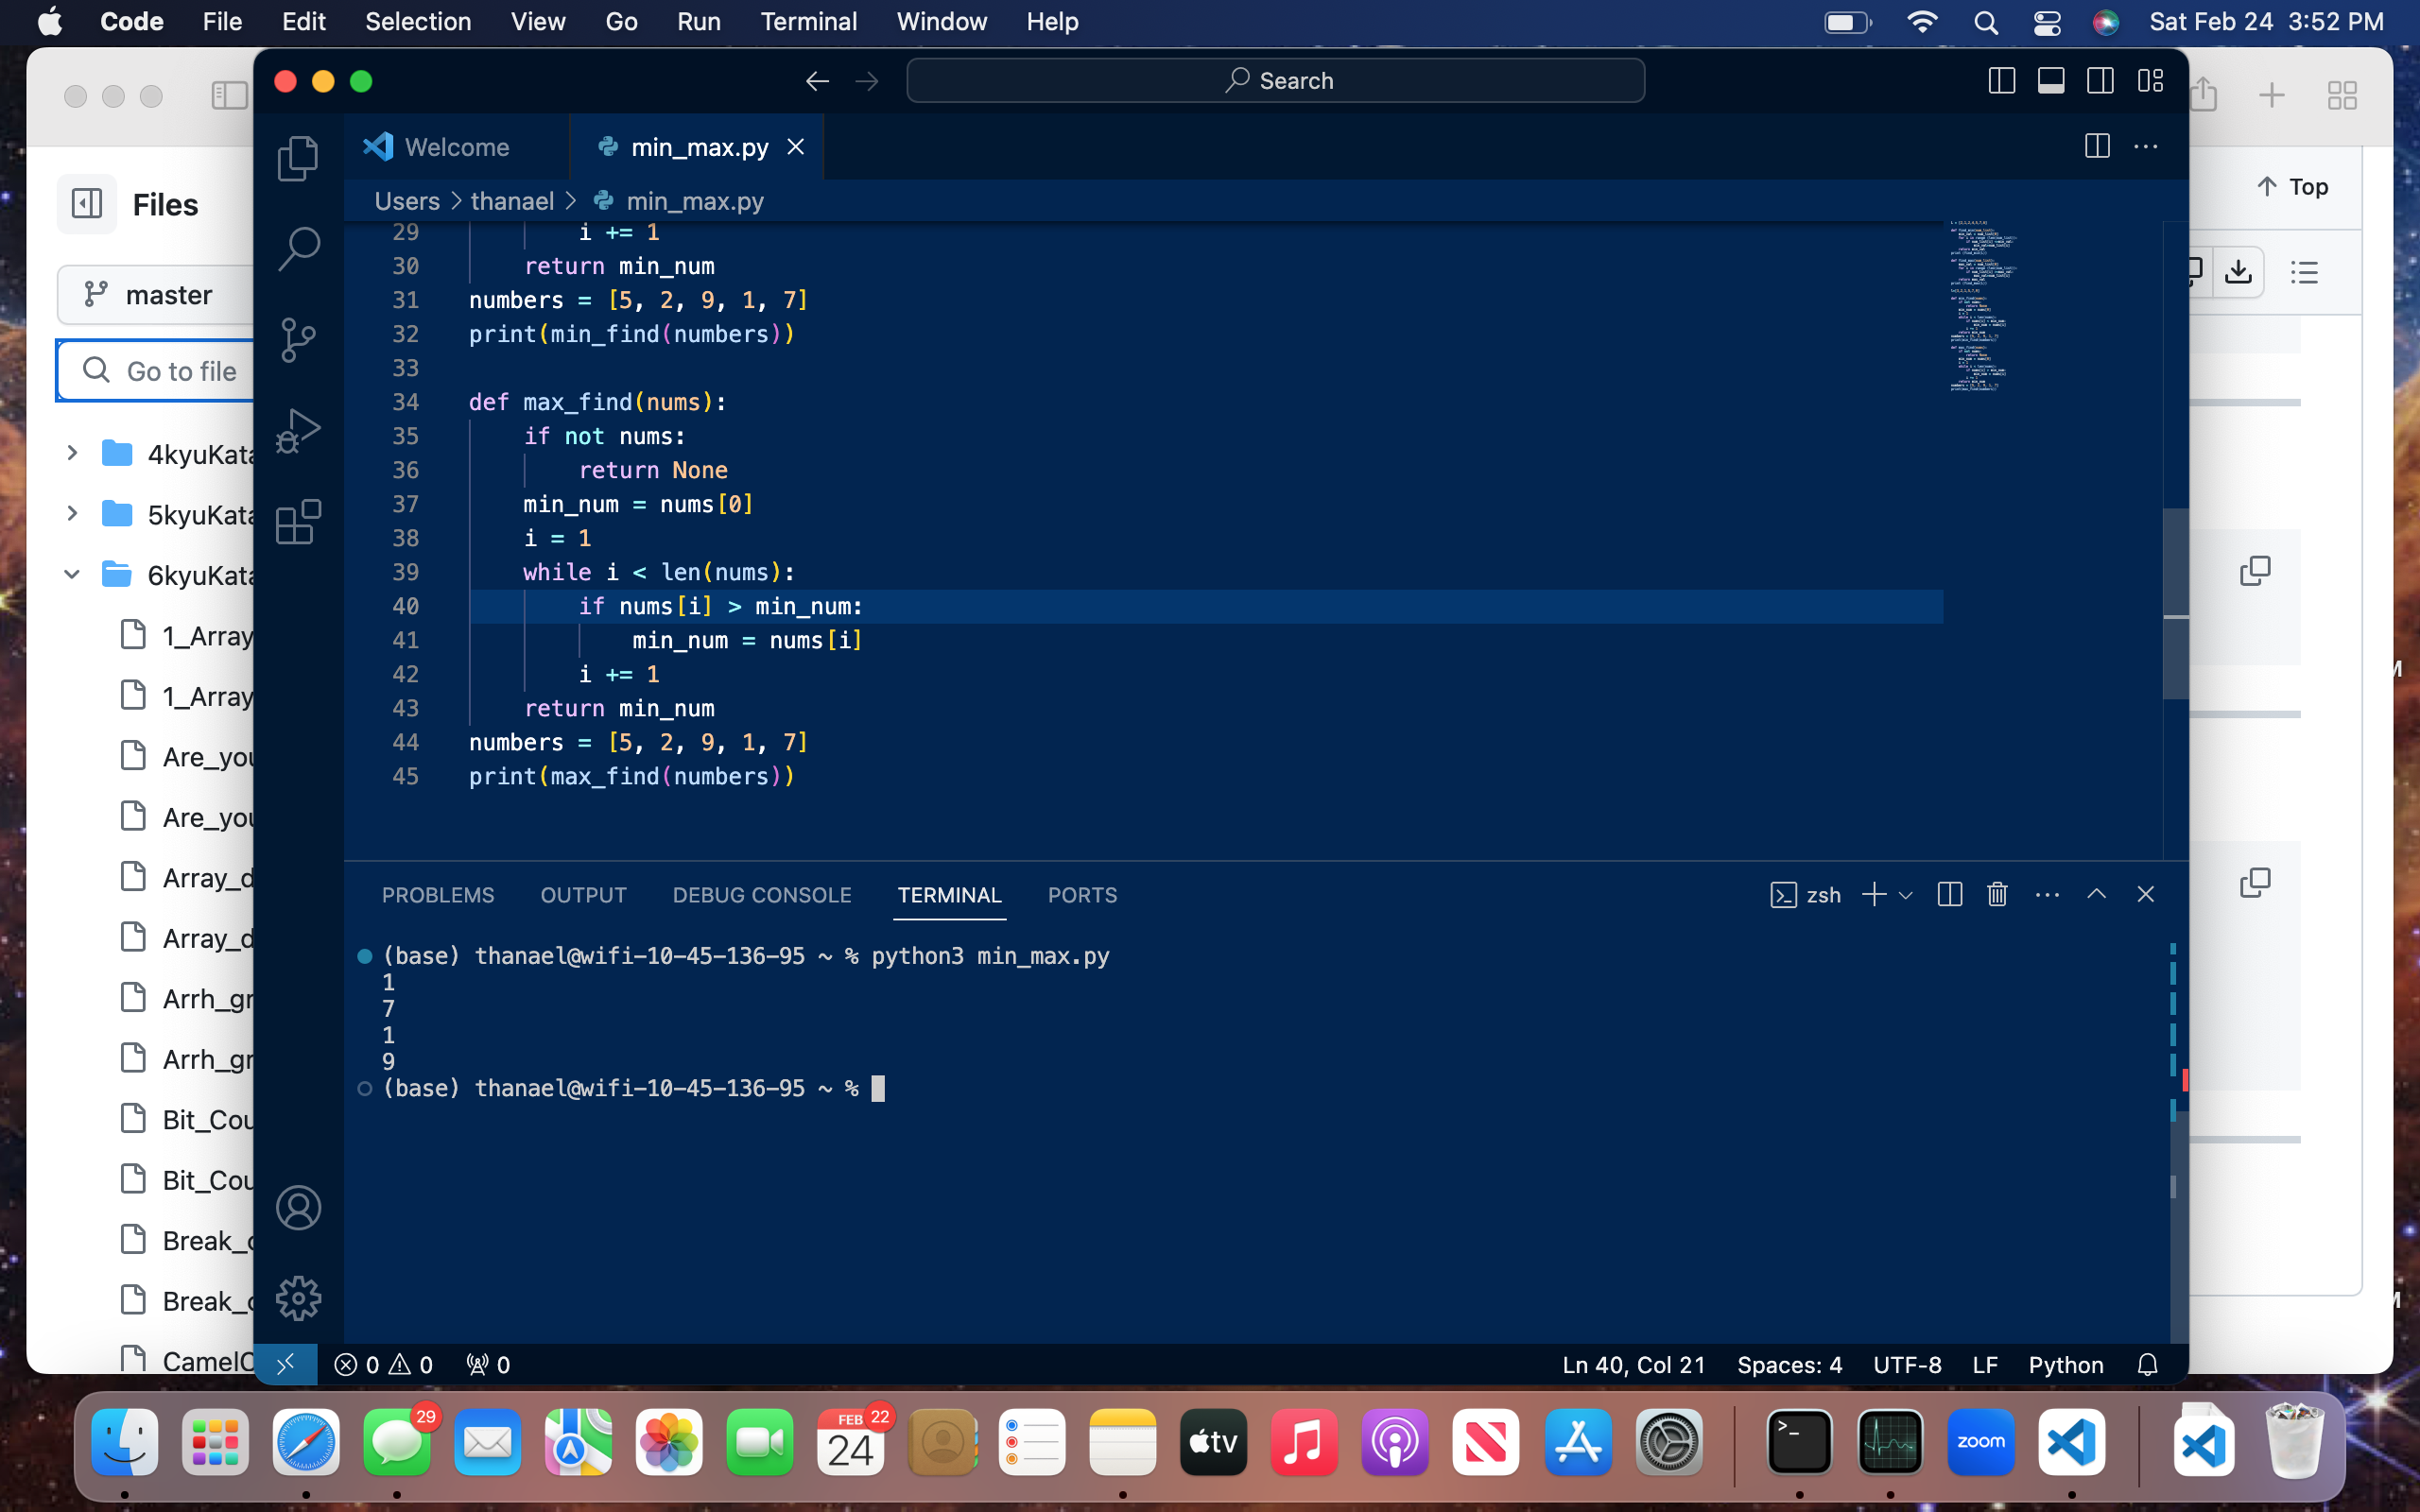 Code File Edit Selection View Go Run Terminal Window Help Sat Feb 24 3:52 PM
Search
Welcome min_max.py
Users > thanael > min_max.py
29 i += 1
30 return min_num
31 numbers = [5, 2, 9, 1, 7]
32 print(min_find(numbers))
33
34 def max_find(nums):
35 if not nums:
36 return None
37 min_num = nums[0]
38 i = 1
39 while i < len(nums):
40 if nums[i] > min_num:
41 min_num = nums[i]
42 i += 1
43 return min_num
44 numbers = [5, 2, 9, 1, 7]
45 print(max_find(numbers))
PROBLEMS OUTPUT DEBUG CONSOLE TERMINAL PORTS zsh
(base) thanael@wifi-10-45-136-95 ~ % python3 min_max.py
1
7
1
9
(base) thanael@wifi-10-45-136-95 ~ %
0 0 0 Ln 40, Col 21 Spaces: 4 UTF-8 LF Python
Files
master
Go to file
4kyuKata
5kyuKata
6kyuKata
1_Array
1_Array
Are_you
Are_you
Array_d
Array_d
Arrh_gr
Arrh_gr
Bit_Cou
Bit_Cou
Break_c
Break_c
CamelC
Top
29
FEB 22
24
tv
zoom